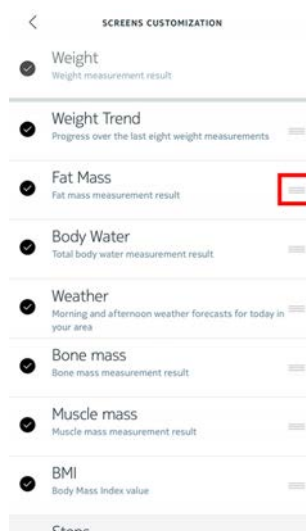 SCREENS CUSTOMIZATION
Weight
Weight measurement result
Weight Trend
Progress over the last eight weight measurements
Fat Mass
Fat mass measurement result
Body Water
Total body water measurement result
Weather
Morning and afternoon weather forecasts for today in
your area
Bone mass
Bone mass measurement result
Muscle mass
Muscle mass measurement result
BMI
Body Mass Index value
Steps